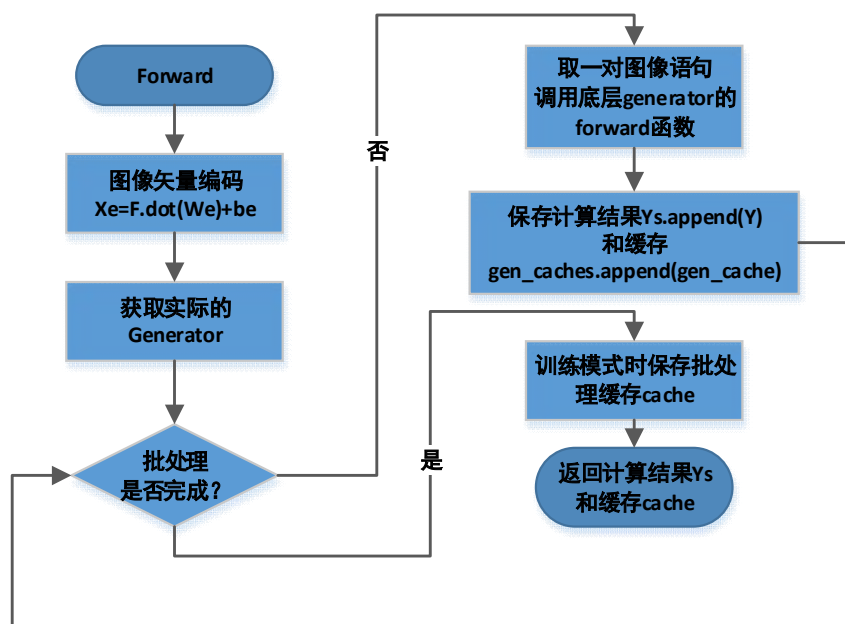 Forward
图像矢量编码
Xe=F.dot(We)+be
获取实际的
Generator
批处理
是否完成？
否
是
取一对图像语句
调用底层generator的
forward函数
保存计算结果Ys.append(Y)
和缓存
gen_caches.append(gen_cache)
训练模式时保存批处
理缓存cache
返回计算结果Ys
和缓存cache